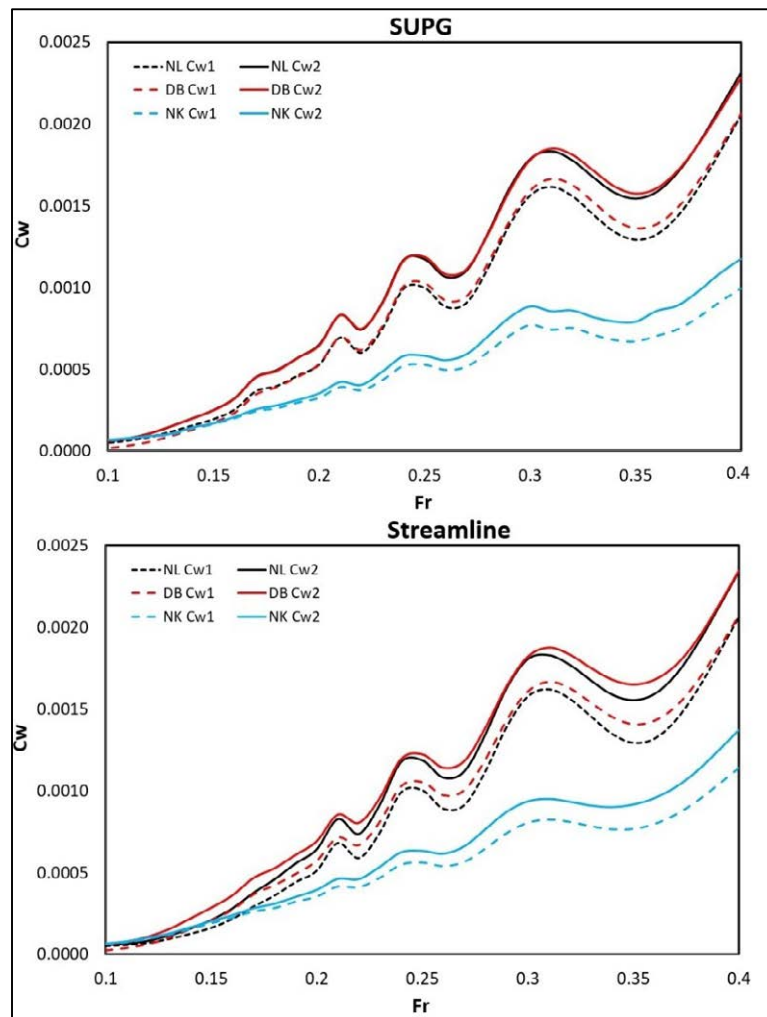 SUPG
0.0025
NL Cw1 NL Cw2
DB Cw1 DB Cw2
NK Cw1 NK Cw2
0.0020
0.0015
Cw
0.0010
0.0005
0.0000
0.1 0.15 0.2 0.25 0.3 0.35 0.4
Fr
Streamline
0.0025
NL Cw1 NL Cw2
DB Cw1 DB Cw2
NK Cw1 NK Cw2
0.0020
0.0015
Cw
0.0010
0.0005
0.0000
0.1 0.15 0.2 0.25 0.3 0.35 0.4
Fr